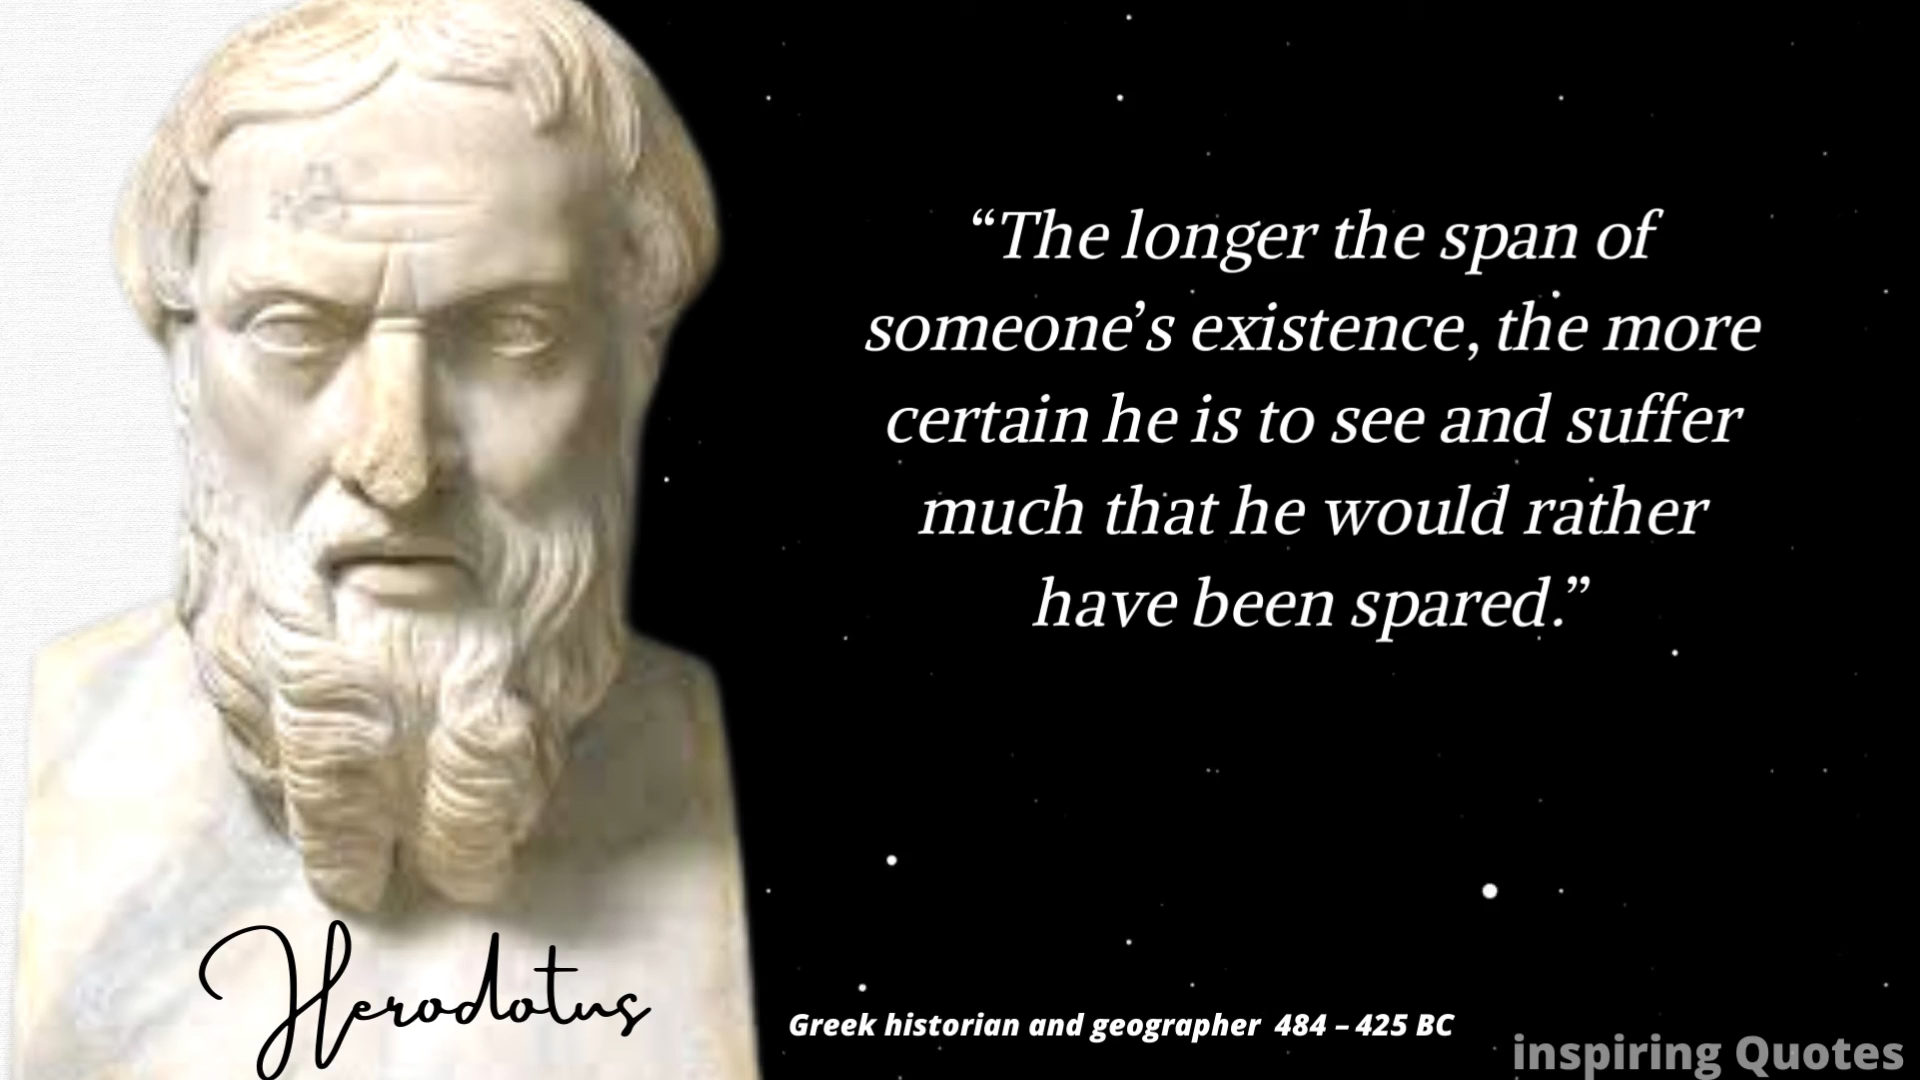 “The longer the span of
someone’s existence, the more
certain he is to see and suffer
much that he would rather
have been spared.”
Herodotus
Greek historian and geographer 484 – 425 BC
inspiring Quotes